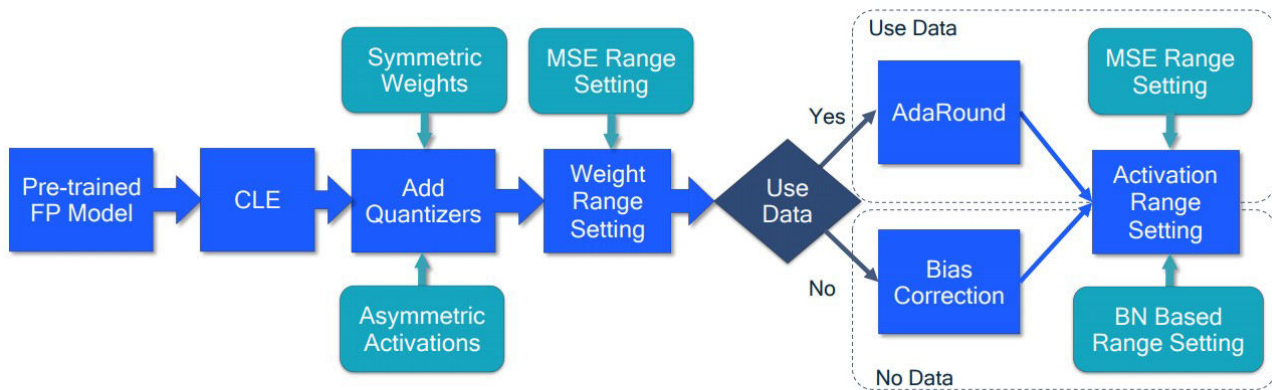 Pre-trained
FP Model
CLE
Symmetric
Weights
Add
Quantizers
Asymmetric
Activations
MSE Range
Setting
Weight
Range
Setting
Use
Data
Yes
No
Use Data
AdaRound
MSE Range
Setting
Activation
Range
Setting
Bias
Correction
BN Based
Range Setting
No Data